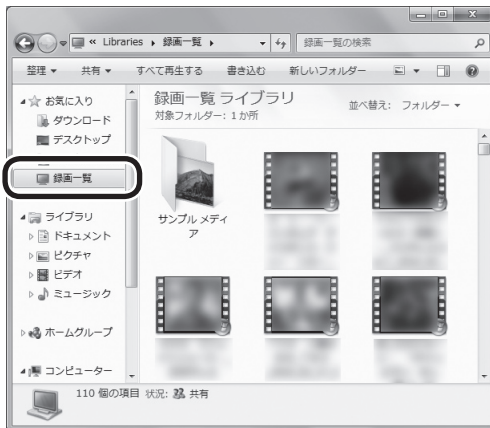 « Libraries ▸ 録画一覧 ▸
録画一覧の検索
整理 ▾ 共有 ▾ すべて再生する 書き込む 新しいフォルダー
お気に入り
ダウンロード
デスクトップ
録画一覧
ライブラリ
ドキュメント
ピクチャ
ビデオ
ミュージック
ホームグループ
コンピューター
録画一覧 ライブラリ
対象フォルダー: 1か所
並べ替え: フォルダー ▾
サンプル メディ
ア
110 個の項目 状況: 共有